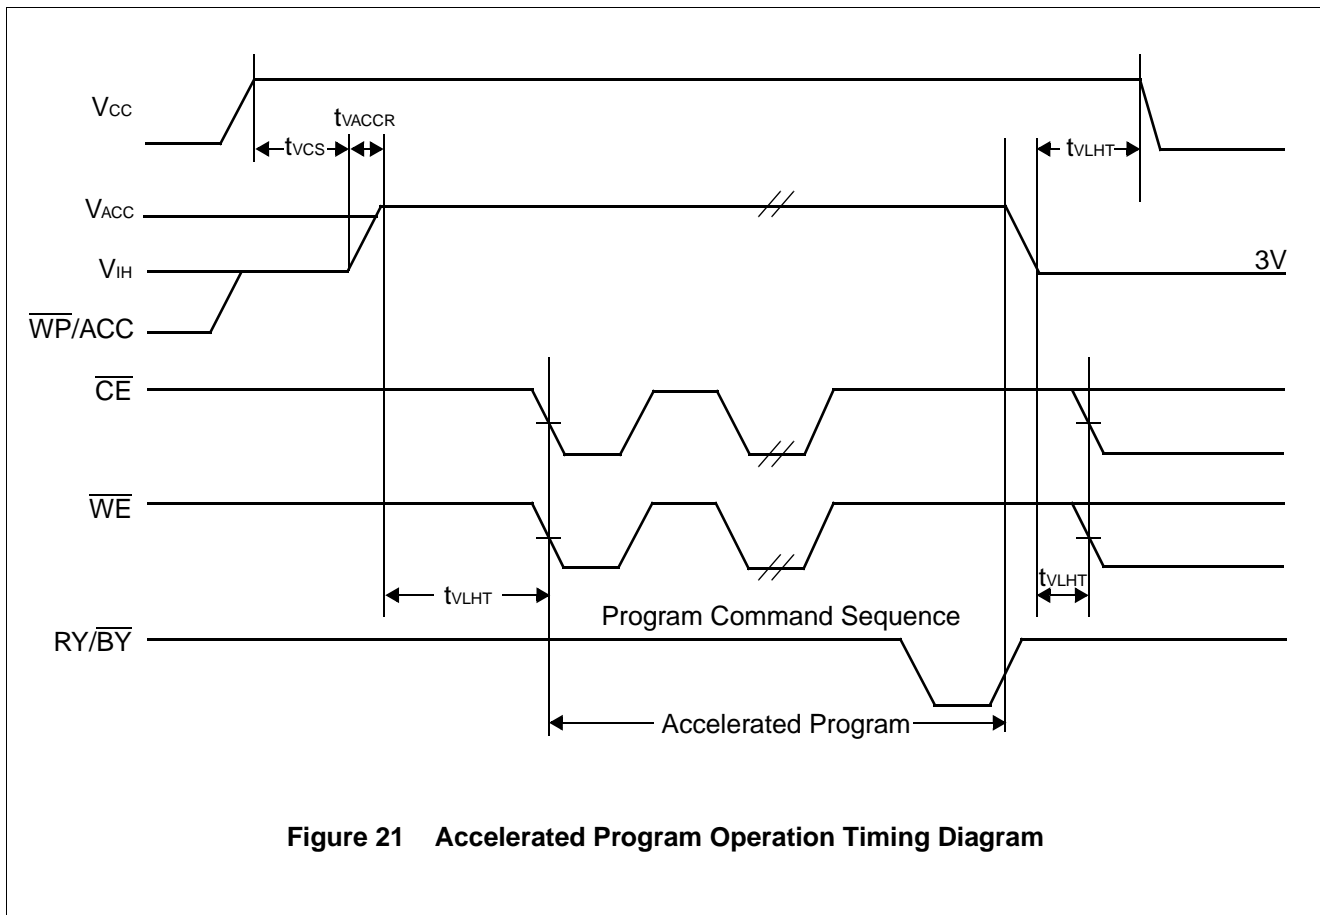 VCC
tVACCR
tVCS
tVLHT
VACC
VIH
3V
WP/ACC
CE
WE
tVLHT
tVLHT
Program Command Sequence
RY/BY
Accelerated Program
Figure 21 Accelerated Program Operation Timing Diagram